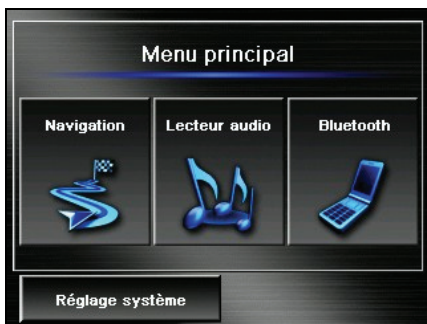 Menu principal
Navigation
Lecteur audio
Bluetooth
Réglage système